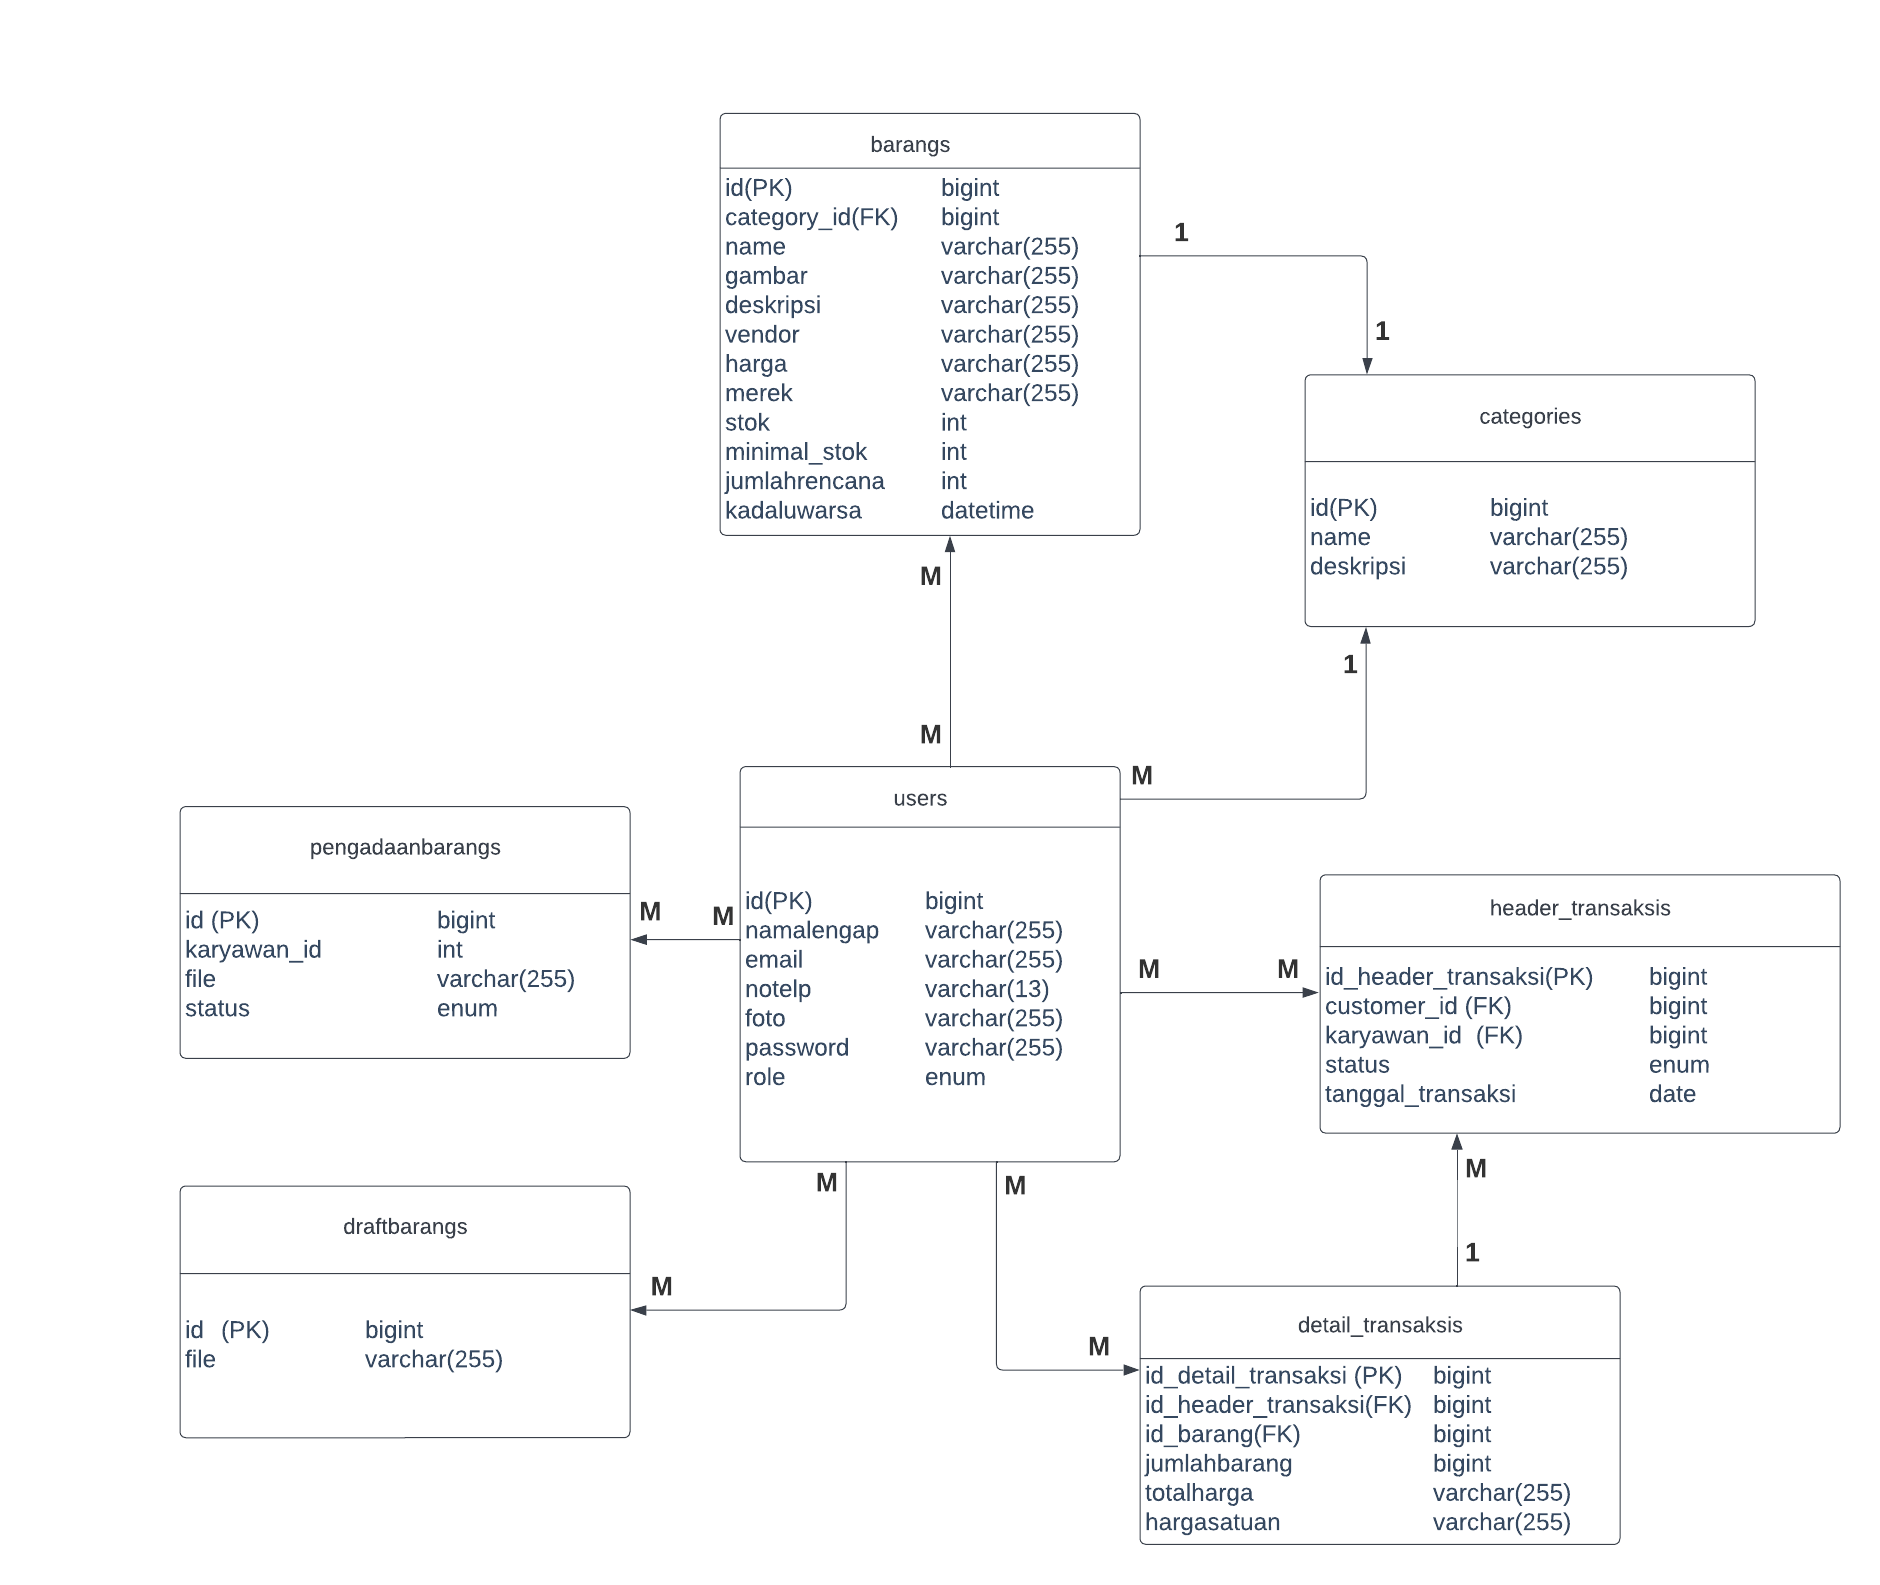 barangs
id(PK) bigint
category_id(FK) bigint
name varchar(255)
gambar varchar(255)
deskripsi varchar(255)
vendor varchar(255)
harga varchar(255)
merek varchar(255)
stok int
minimal_stok int
jumlahrencana int
kadaluwarsa datetime
1
1
categories
id(PK) bigint
name varchar(255)
deskripsi varchar(255)
M
M
1
M
users
id(PK) bigint
namalengap varchar(255)
email varchar(255)
notelp varchar(13)
foto varchar(255)
password varchar(255)
role enum
pengadaanbarangs
id (PK) bigint
karyawan_id int
file varchar(255)
status enum
M M
M M
header_transaksis
id_header_transaksi(PK) bigint
customer_id (FK) bigint
karyawan_id (FK) bigint
status enum
tanggal_transaksi date
M
M
M
1
draftbarangs
id (PK) bigint
file varchar(255)
M
M
detail_transaksis
id_detail_transaksi (PK) bigint
id_header_transaksi(FK) bigint
id_barang(FK) bigint
jumlahbarang bigint
totalharga varchar(255)
hargasatuan varchar(255)